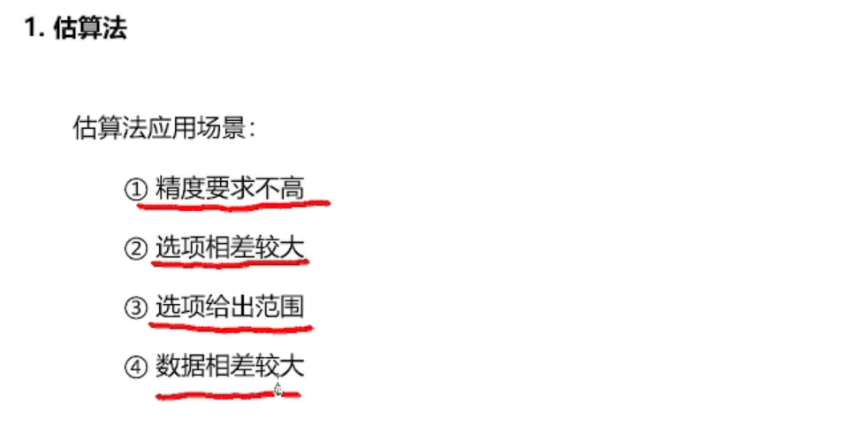 1. 估算法
估算法应用场景：
① 精度要求不高
② 选项相差较大
③ 选项给出范围
④ 数据相差较大